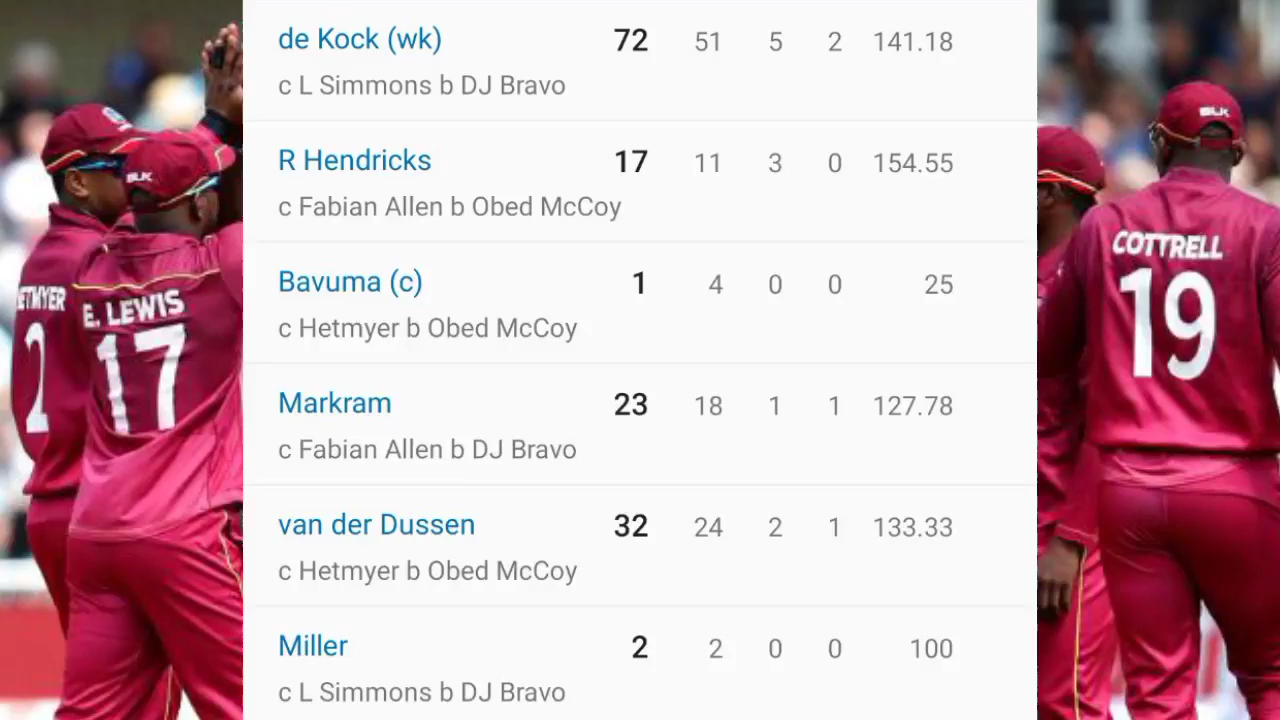 de Kock (wk) 72 51 5 2 141.18
c L Simmons b DJ Bravo
R Hendricks 17 11 3 0 154.55
c Fabian Allen b Obed McCoy
Bavuma (c) 1 4 0 0 25
c Hetmyer b Obed McCoy
Markram 23 18 1 1 127.78
c Fabian Allen b DJ Bravo
van der Dussen 32 24 2 1 133.33
c Hetmyer b Obed McCoy
Miller 2 2 0 0 100
c L Simmons b DJ Bravo
BLK
ETMYER
2
E. LEWIS
17
BLK
COTTRELL
19